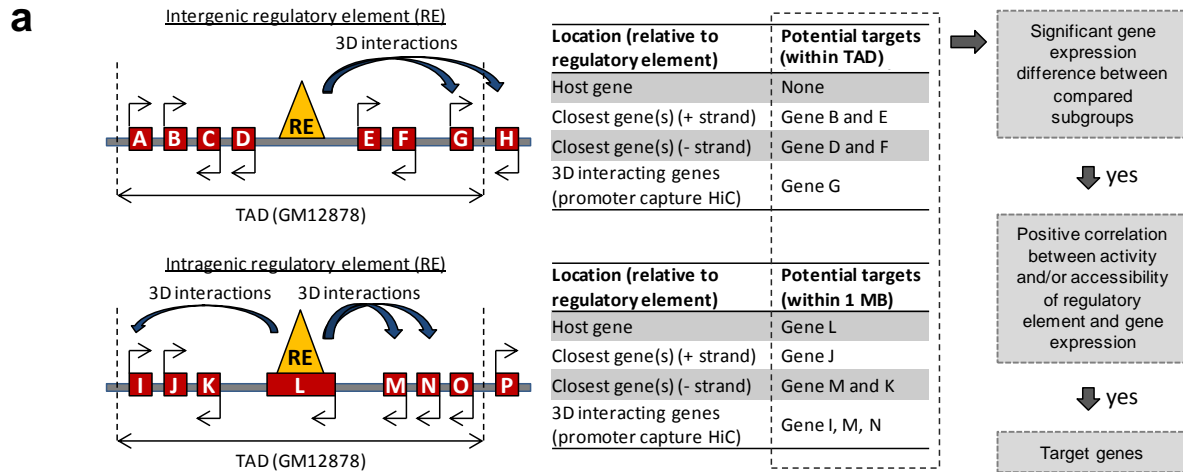 a
Intergenic regulatory element (RE)
3D interactions
RE
A B C D E F G H
TAD (GM12878)
Location (relative to
regulatory element)
Potential targets
(within TAD)
Host gene
None
Closest gene(s) (+ strand)
Gene B and E
Closest gene(s) (- strand)
Gene D and F
3D interacting genes
(promoter capture HiC)
Gene G
Intragenic regulatory element (RE)
3D interactions
3D interactions
RE
I J K L M N O P
TAD (GM12878)
Location (relative to
regulatory element)
Potential targets
(within 1 MB)
Host gene
Gene L
Closest gene(s) (+ strand)
Gene J
Closest gene(s) (- strand)
Gene M and K
3D interacting genes
(promoter capture HiC)
Gene I, M, N
Significant gene
expression
difference between
compared
subgroups
yes
Positive correlation
between activity
and/or accessibility
of regulatory
element and gene
expression
yes
Target genes